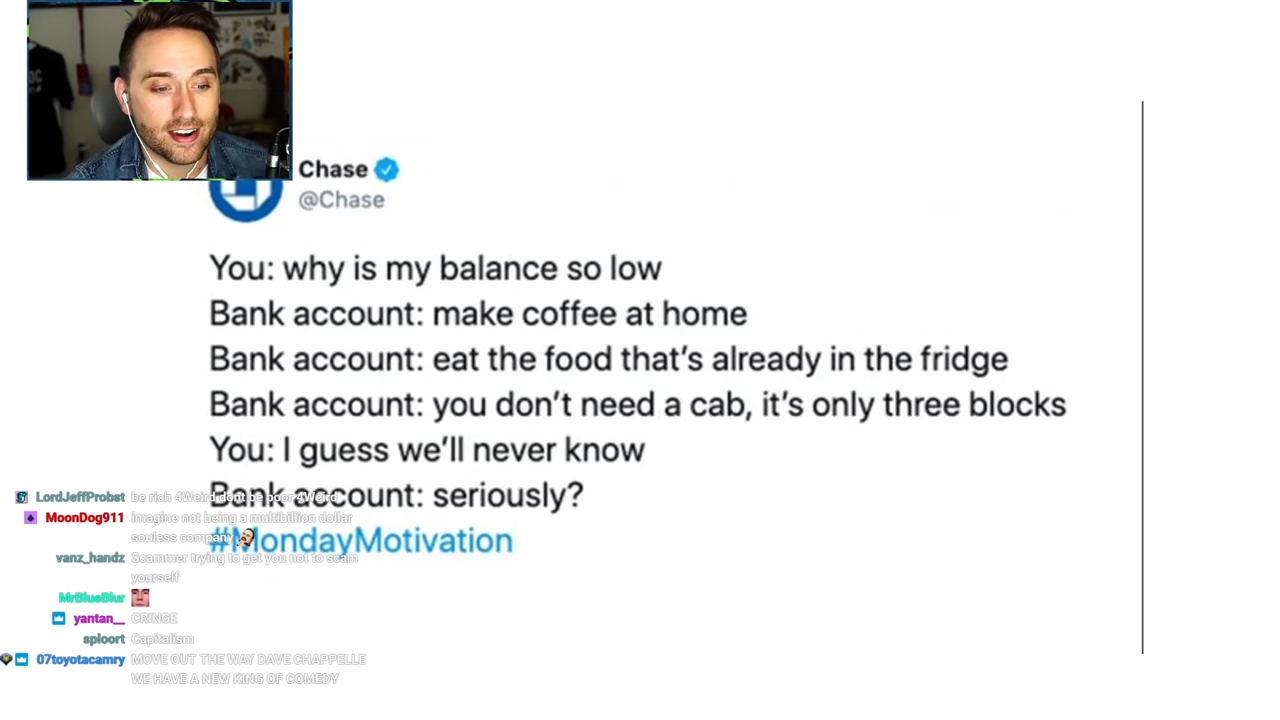 Chase
@Chase
You: why is my balance so low
Bank account: make coffee at home
Bank account: eat the food that's already in the fridge
Bank account: you don't need a cab, it's only three blocks
You: I guess we'll never know
Bank account: seriously?
#MondayMotivation
LordJeffProbst be rich 4Weird dont be poor 4Weird
MoonDog911 imagine not being a multibillion dollar
souless company
vanz_handz Scammer trying to get you not to scam
yourself
MrBlueBlur
yantan__ CRINGE
sploort Capitalism
07toyotacamry MOVE OUT THE WAY DAVE CHAPPELLE
WE HAVE A NEW KING OF COMEDY